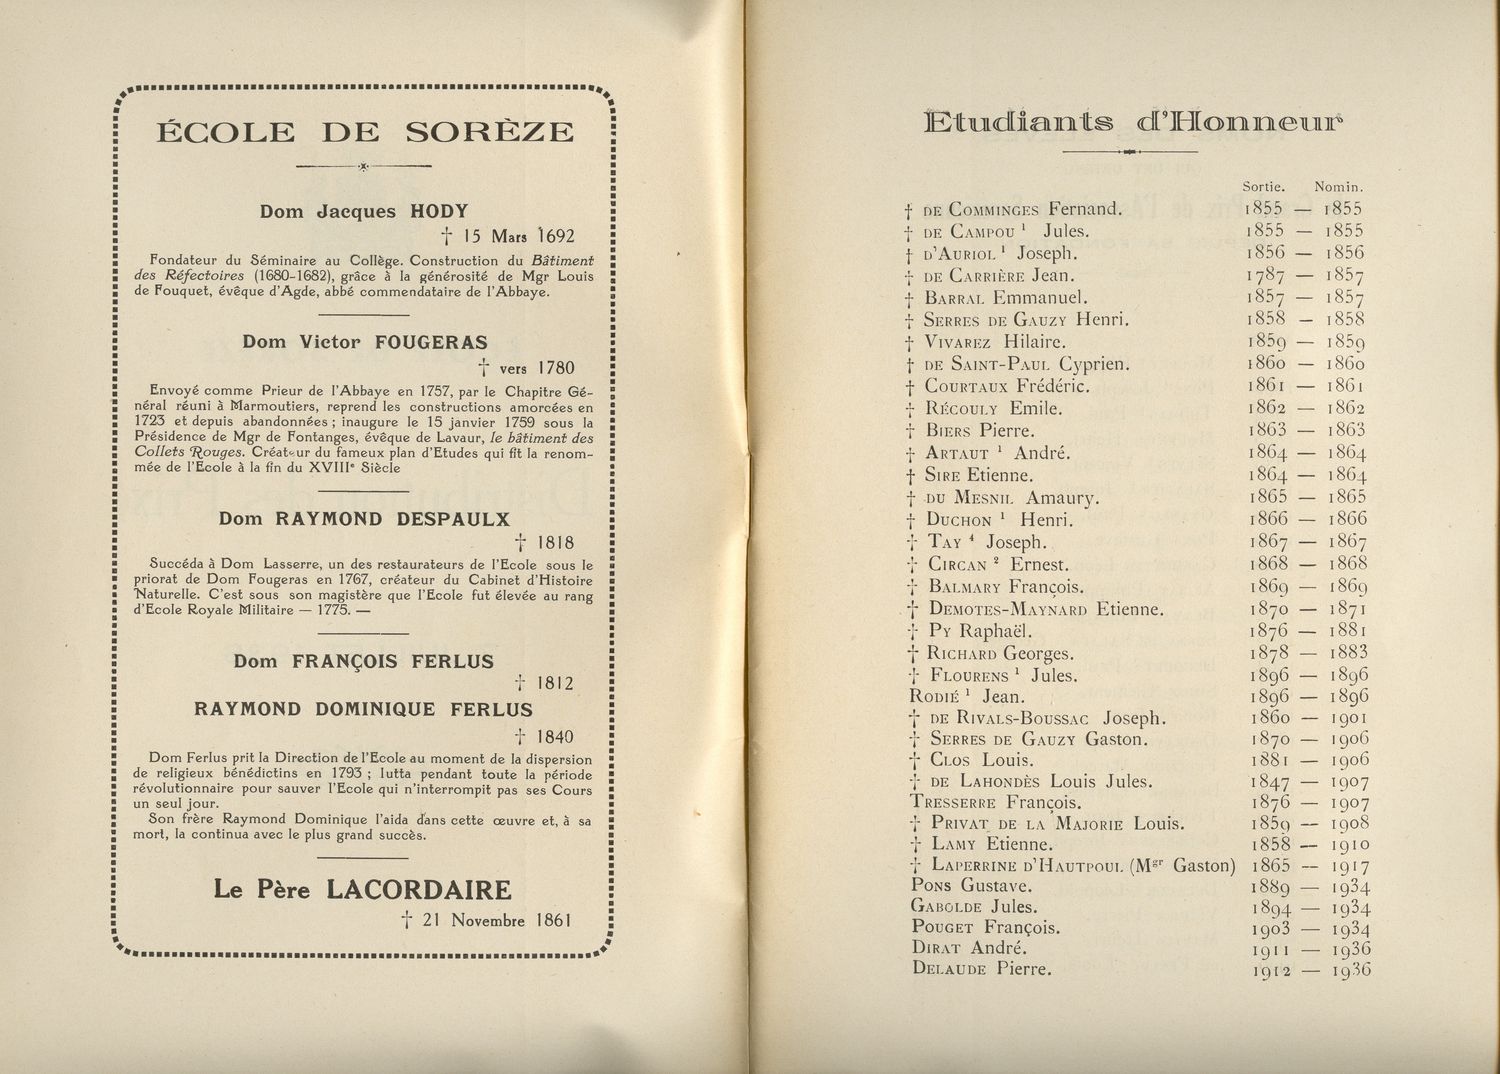 ÉCOLE DE SORÈZE
Dom Jacques HODY
† 15 Mars 1692
Fondateur du Séminaire au Collège. Construction du Bâtiment
des Réfectoires (1680-1682), grâce à la générosité de Mgr Louis
de Fouquet, évêque d'Agde, abbé commendataire de l'Abbaye.
Dom Victor FOUGERAS
† vers 1780
Envoyé comme Prieur de l'Abbaye en 1757, par le Chapitre Gé-
néral réuni à Marmoutiers, reprend les constructions amorcées en
1723 et depuis abandonnées ; inaugure le 15 janvier 1759 sous la
Présidence de Mgr de Fontanges, évêque de Lavaur, le bâtiment des
Collets Rouges. Créateur du fameux plan d'Etudes qui fit la renom-
mée de l'Ecole à la fin du XVIIIe Siècle
Dom RAYMOND DESPAULX
† 1818
Succéda à Dom Lasserre, un des restaurateurs de l'Ecole sous le
priorat de Dom Fougeras en 1767, créateur du Cabinet d'Histoire
Naturelle. C'est sous son magistère que l'Ecole fut élevée au rang
d'Ecole Royale Militaire — 1775. —
Dom FRANÇOIS FERLUS
† 1812
RAYMOND DOMINIQUE FERLUS
† 1840
Dom Ferlus prit la Direction de l'Ecole au moment de la dispersion
de religieux bénédictins en 1793 ; lutta pendant toute la période
révolutionnaire pour sauver l'Ecole qui n'interrompit pas ses Cours
un seul jour.
Son frère Raymond Dominique l'aida dans cette œuvre et, à sa
mort, la continua avec le plus grand succès.
Le Père LACORDAIRE
† 21 Novembre 1861
Etudiants d'Honneur
Sortie. Nomin.
† DE COMMINGES Fernand. 1855 — 1855
† DE CAMPOU ¹ Jules. 1855 — 1855
† D'AURIOL ¹ Joseph. 1856 — 1856
† DE CARRIÈRE Jean. 1787 — 1857
† BARRAL Emmanuel. 1857 — 1857
† SERRES DE GAUZY Henri. 1858 — 1858
† VIVAREZ Hilaire. 1859 — 1859
† DE SAINT-PAUL Cyprien. 1860 — 1860
† COURTAUX Frédéric. 1861 — 1861
† RÉCOULY Emile. 1862 — 1862
† BIERS Pierre. 1863 — 1863
† ARTAUT ¹ André. 1864 — 1864
† SIRE Etienne. 1864 — 1864
† DU MESNIL Amaury. 1865 — 1865
† DUCHON ¹ Henri. 1866 — 1866
† TAY ⁴ Joseph. 1867 — 1867
† CIRCAN ² Ernest. 1868 — 1868
† BALMARY François. 1869 — 1869
† DEMOTES-MAYNARD Etienne. 1870 — 1871
† PY Raphaël. 1876 — 1881
† RICHARD Georges. 1878 — 1883
† FLOURENS ¹ Jules. 1896 — 1896
RODIÉ ¹ Jean. 1896 — 1896
† DE RIVALS-BOUSSAC Joseph. 1860 — 1901
† SERRES DE GAUZY Gaston. 1870 — 1906
† CLOS Louis. 1881 — 1906
† DE LAHONDÈS Louis Jules. 1847 — 1907
TRESSERRE François. 1876 — 1907
† PRIVAT DE LA MAJORIE Louis. 1859 — 1908
† LAMY Etienne. 1858 — 1910
† LAPERRINE D'HAUTPOUL (Mgr Gaston) 1865 — 1917
PONS Gustave. 1889 — 1934
GABOLDE Jules. 1894 — 1934
POUGET François. 1903 — 1934
DIRAT André. 1911 — 1936
DELAUDE Pierre. 1912 — 1936